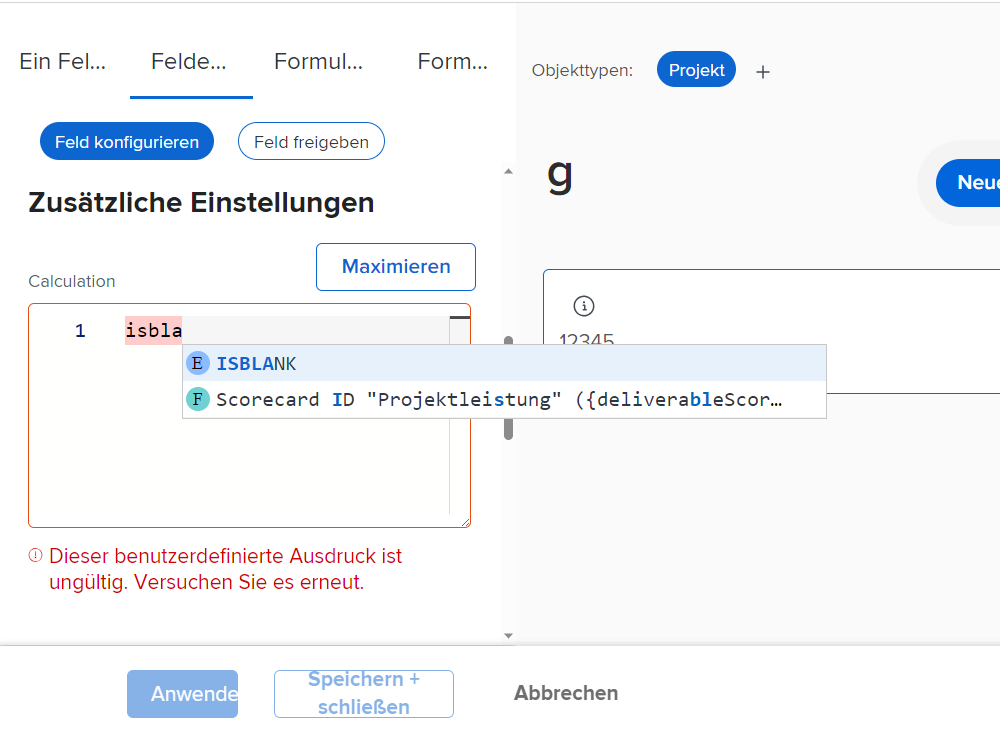 Ein Fel...
Felde...
Formul...
Form...
Objekttypen:
Projekt
+
Feld konfigurieren
Feld freigeben
Zusätzliche Einstellungen
g
Neue
Maximieren
Calculation
1 isbla
12345
E ISBLANK
F Scorecard ID "Projektleistung" ({deliverableScor...
Dieser benutzerdefinierte Ausdruck ist
ungültig. Versuchen Sie es erneut.
Anwende
Speichern +
schließen
Abbrechen